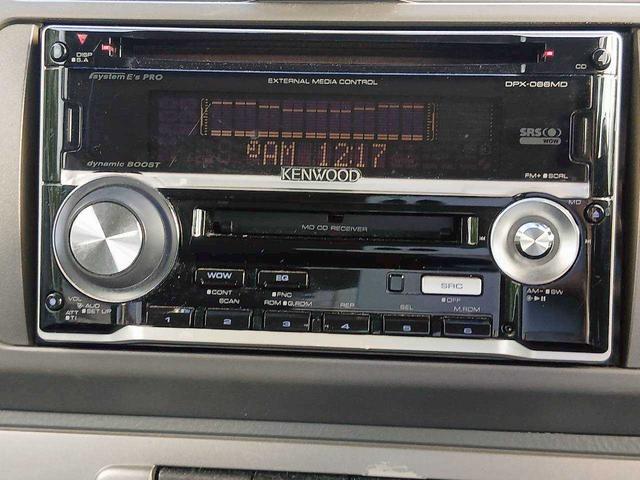 DISP
S.A
CD
system E's PRO
EXTERNAL MEDIA CONTROL
DPX-066MD
SRS
WOW
dynamic BOOST
AM 12:17
KENWOOD
FM+ SCRL
MD
MD CD RECEIVER
WOW
EQ
SRC
CONT
FNC
OFF
AM- SW
SCAN
RDM G.RDM
REP
SEL
M.RDM
VOL
AUD
ATT SET UP
TI
1 2 3 4 5 6